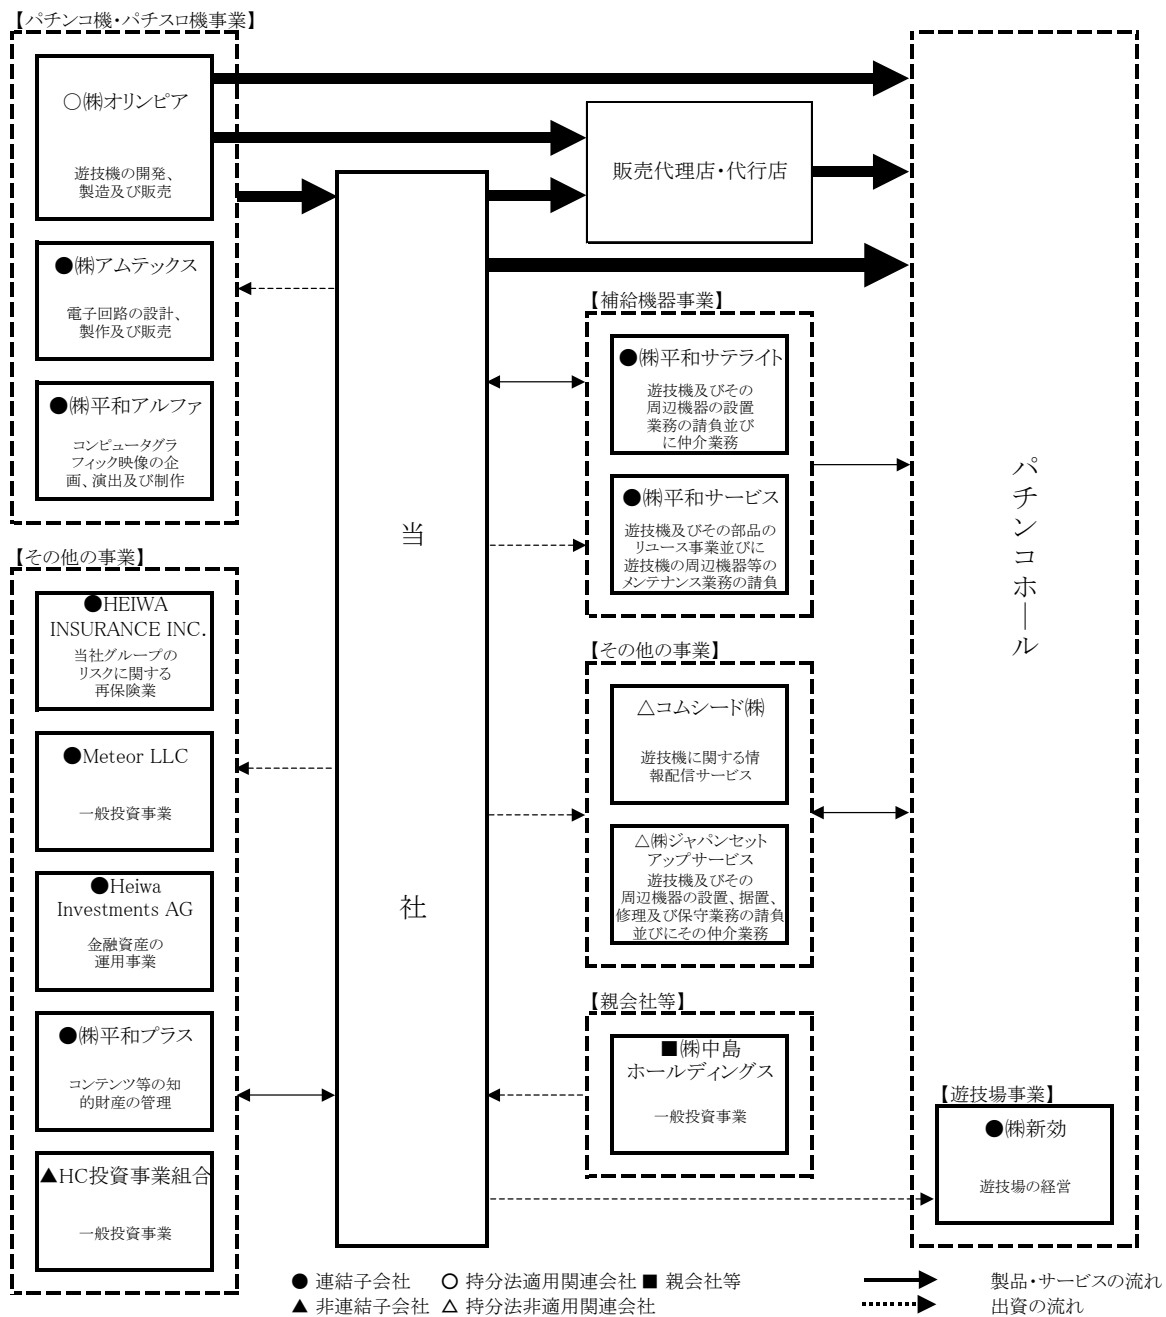 【パチンコ機・パチスロ機事業】
○㈱オリンピア
遊技機の開発、
製造及び販売
●㈱アムテックス
電子回路の設計、
製作及び販売
●㈱平和アルファ
コンピュータグラ
フィック映像の企
画、演出及び制作
【その他の事業】
●HEIWA
INSURANCE INC.
当社グループの
リスクに関する
再保険業
●Meteor LLC
一般投資事業
●Heiwa
Investments AG
金融資産の
運用事業
●㈱平和プラス
コンテンツ等の知
的財産の管理
▲HC投資事業組合
一般投資事業
当
社
販売代理店・代行店
【補給機器事業】
●㈱平和サテライト
遊技機及びその
周辺機器の設置
業務の請負並び
に仲介業務
●㈱平和サービス
遊技機及びその部品の
リユース事業並びに
遊技機の周辺機器等の
メンテナンス業務の請負
【その他の事業】
△コムシード㈱
遊技機に関する情
報配信サービス
△㈱ジャパンセット
アップサービス
遊技機及びその
周辺機器の設置、据置、
修理及び保守業務の請負
並びにその仲介業務
【親会社等】
■㈱中島
ホールディングス
一般投資事業
パチンコホール
【遊技場事業】
●㈱新効
遊技場の経営
● 連結子会社 ○ 持分法適用関連会社 ■ 親会社等
▲ 非連結子会社 △ 持分法非適用関連会社
製品・サービスの流れ
出資の流れ